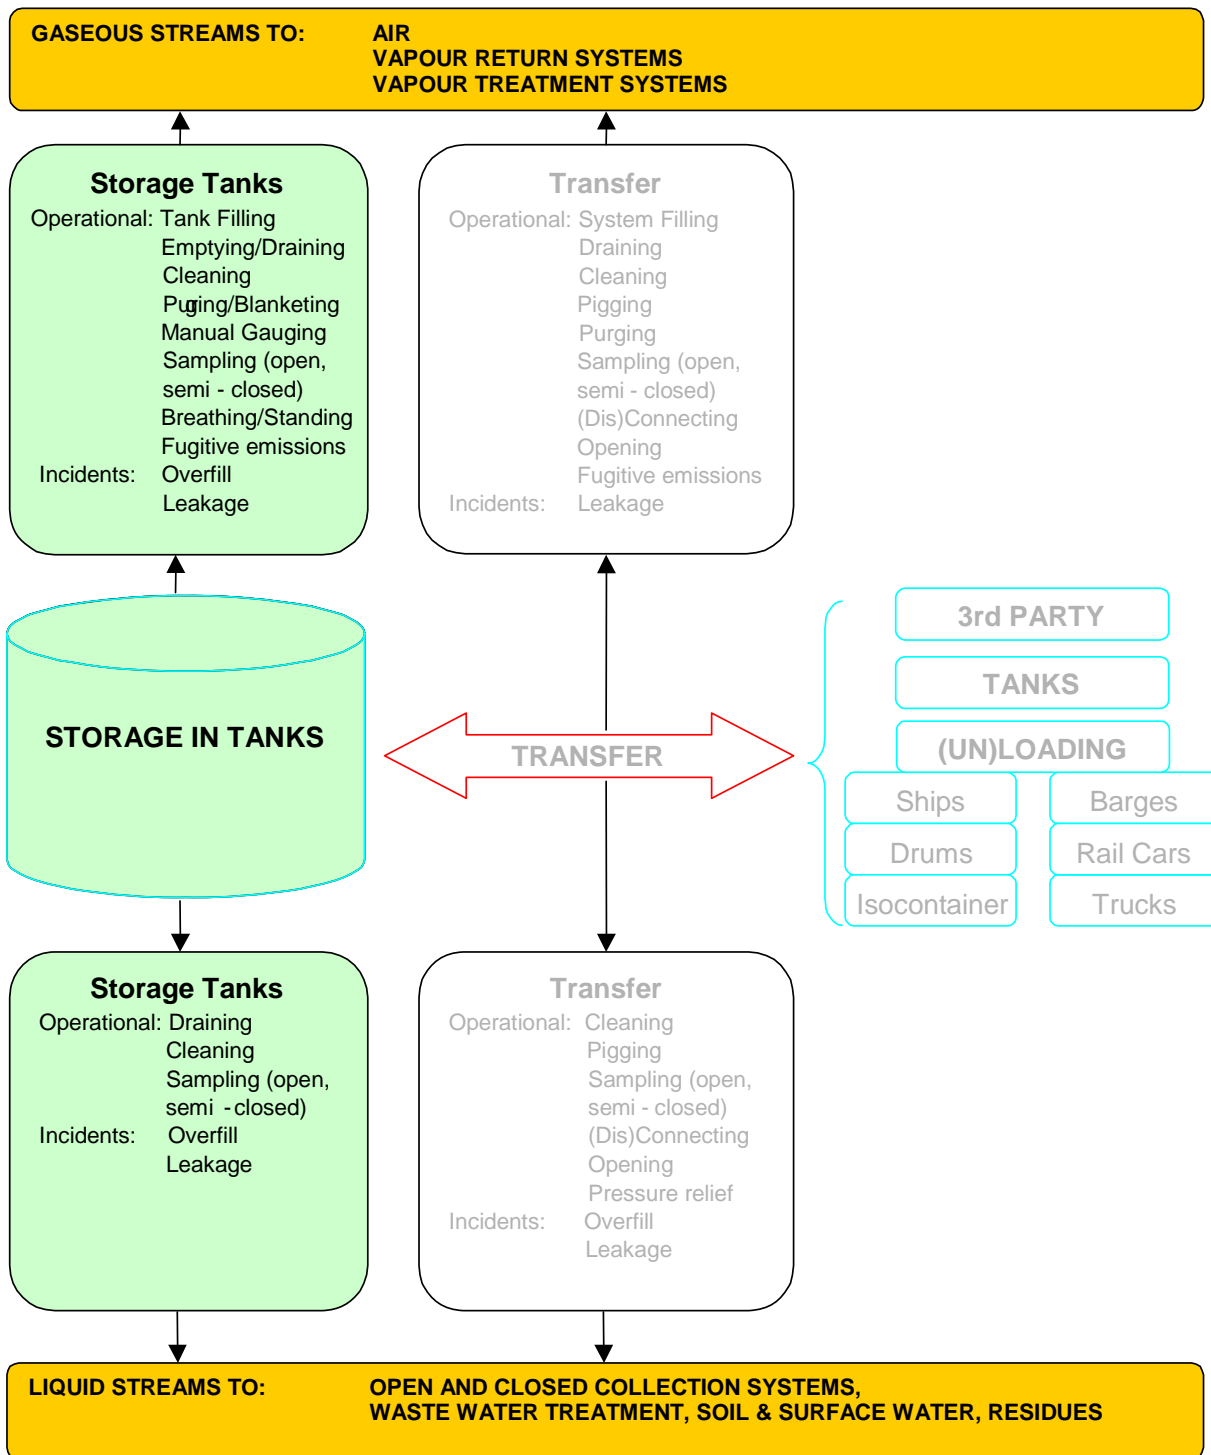 GASEOUS STREAMS TO: AIR
VAPOUR RETURN SYSTEMS
VAPOUR TREATMENT SYSTEMS
Storage Tanks
Operational: Tank Filling
Emptying/Draining
Cleaning
Purging/Blanketing
Manual Gauging
Sampling (open,
semi - closed)
Breathing/Standing
Fugitive emissions
Incidents: Overfill
Leakage
Transfer
Operational: System Filling
Draining
Cleaning
Pigging
Purging
Sampling (open,
semi - closed)
(Dis)Connecting
Opening
Fugitive emissions
Incidents: Leakage
STORAGE IN TANKS
TRANSFER
3rd PARTY
TANKS
(UN)LOADING
Ships Barges
Drums Rail Cars
Isocontainer Trucks
Storage Tanks
Operational: Draining
Cleaning
Sampling (open,
semi - closed)
Incidents: Overfill
Leakage
Transfer
Operational: Cleaning
Pigging
Sampling (open,
semi - closed)
(Dis)Connecting
Opening
Pressure relief
Incidents: Overfill
Leakage
LIQUID STREAMS TO: OPEN AND CLOSED COLLECTION SYSTEMS,
WASTE WATER TREATMENT, SOIL & SURFACE WATER, RESIDUES